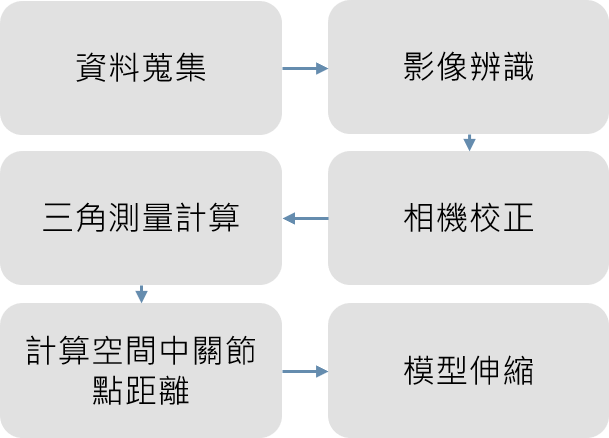 資料蒐集
影像辨識
相機校正
三角測量計算
計算空間中關節
點距離
模型伸縮